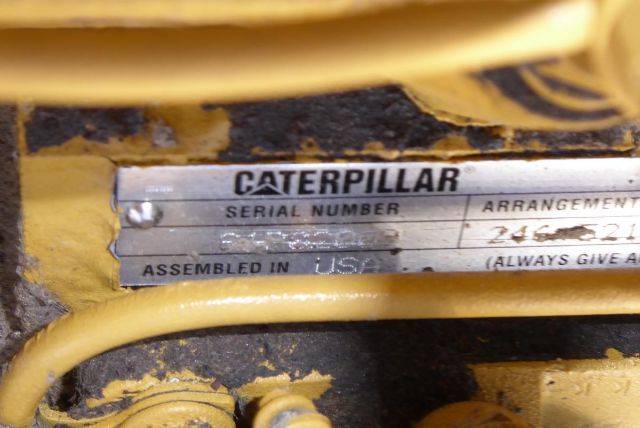 CATERPILLAR®
SERIAL NUMBER ARRANGEMENT
ASSEMBLED IN USA (ALWAYS GIVE